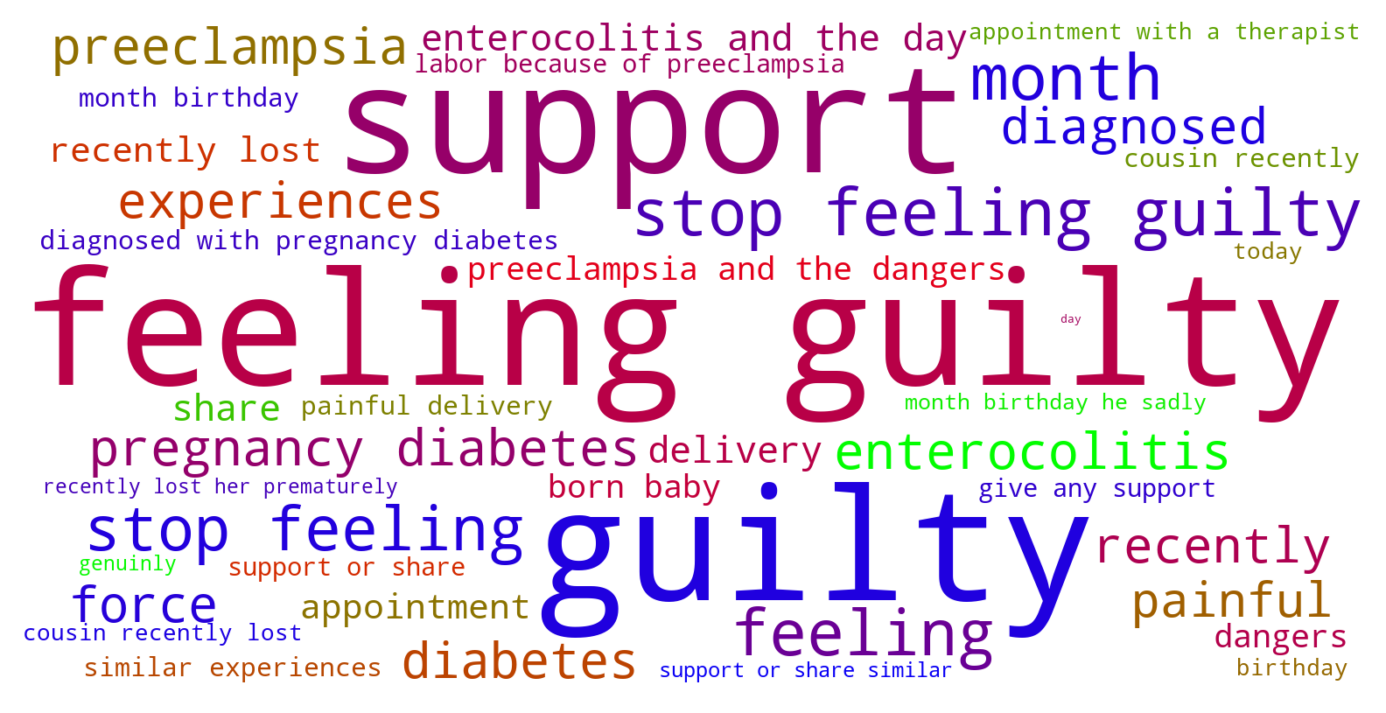 preeclampsia
enterocolitis and the day
appointment with a therapist
labor because of preeclampsia
month
month birthday
support
diagnosed
recently lost
cousin recently
experiences
stop feeling guilty
diagnosed with pregnancy diabetes
today
preeclampsia and the dangers
feeling guilty
day
share
painful delivery
month birthday he sadly
pregnancy diabetes
delivery
enterocolitis
recently lost her prematurely
born baby
give any support
stop feeling
guilty
recently
genuinly
support or share
force
appointment
painful
cousin recently lost
feeling
dangers
similar experiences
diabetes
support or share similar
birthday